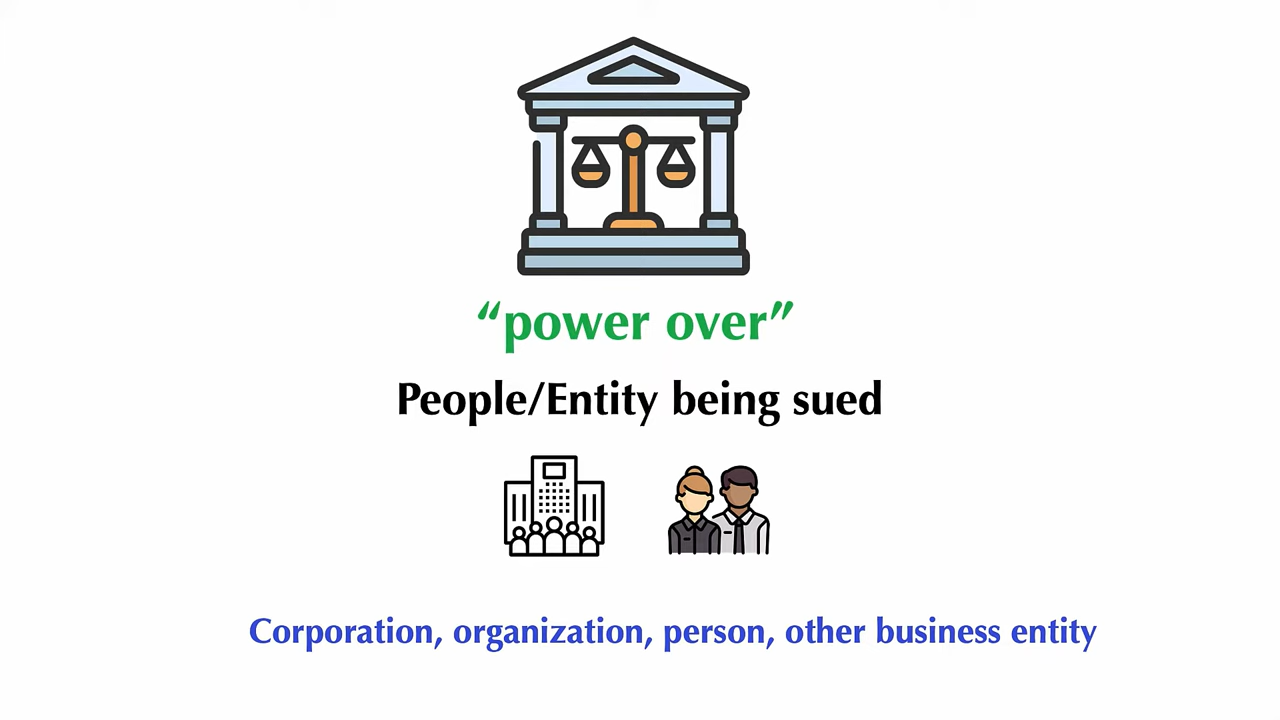 “power over”
People/Entity being sued
Corporation, organization, person, other business entity